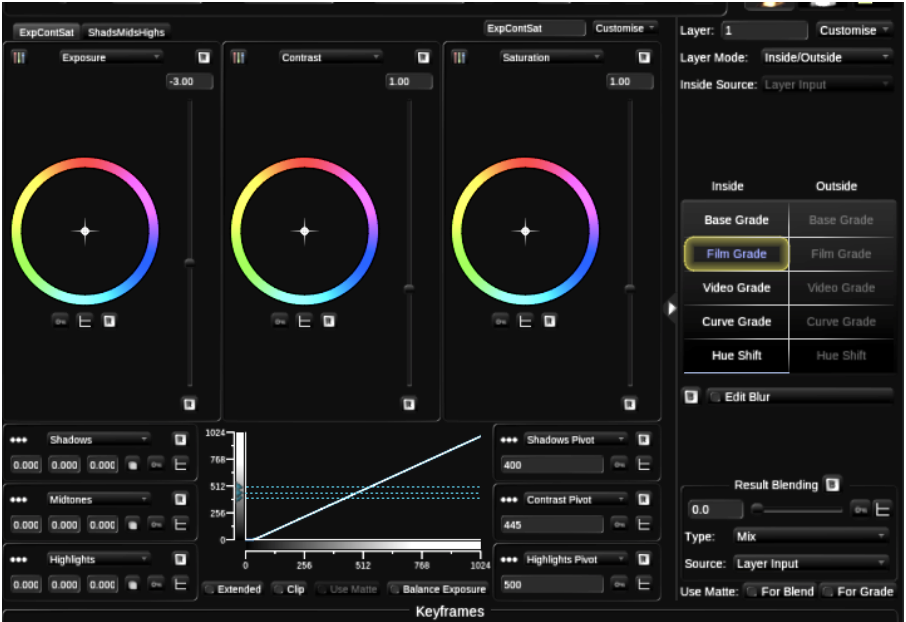 ExpContSat ShadsMidsHighs ExpContSat Customise
Layer: 1 Customise
Exposure Contrast Saturation
Layer Mode: Inside/Outside
-3.00 1.00 1.00
Inside Source: Layer Input
Inside Outside
Base Grade Base Grade
Film Grade Film Grade
Video Grade Video Grade
Curve Grade Curve Grade
Hue Shift Hue Shift
Edit Blur
Shadows
0.000 0.000 0.000
Midtones
0.000 0.000 0.000
Highlights
0.000 0.000 0.000
1024
768
512
256
0
0 256 512 768 1024
Extended Clip Use Matte Balance Exposure
Shadows Pivot
400
Contrast Pivot
445
Highlights Pivot
500
Result Blending
0.0
Type: Mix
Source: Layer Input
Use Matte: For Blend For Grade
Keyframes